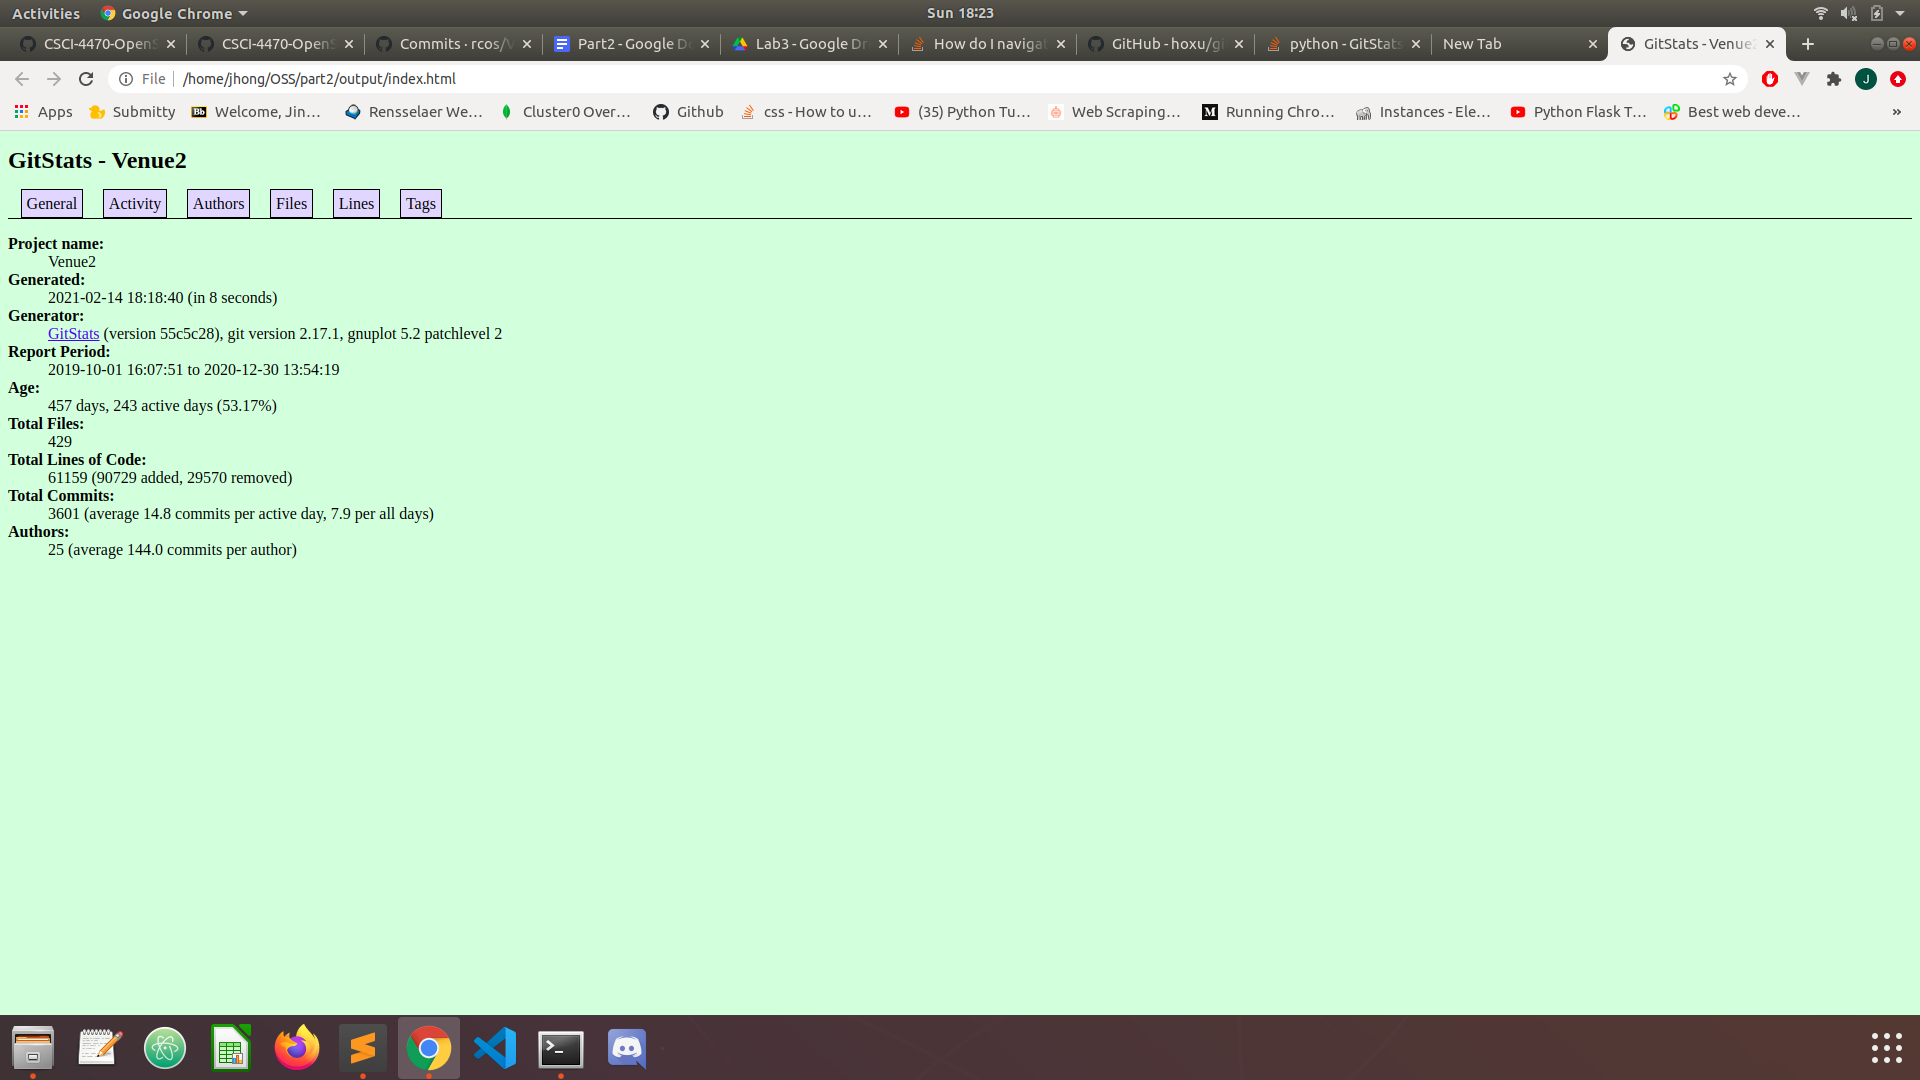 Activities Google Chrome Sun 18:23
CSCI-4470-OpenS CSCI-4470-OpenS Commits · rcos/V Part2 - Google Do Lab3 - Google Dri How do I navigat GitHub - hoxu/gi python - GitStats New Tab GitStats - Venue2
File /home/jhong/OSS/part2/output/index.html J
Apps Submitty Bb Welcome, Jin… Rensselaer We… Cluster0 Over… Github css - How to u… (35) Python Tu… Web Scraping… M Running Chro… Instances - Ele… Python Flask T… Best web deve… »
GitStats - Venue2
General Activity Authors Files Lines Tags
Project name:
Venue2
Generated:
2021-02-14 18:18:40 (in 8 seconds)
Generator:
GitStats (version 55c5c28), git version 2.17.1, gnuplot 5.2 patchlevel 2
Report Period:
2019-10-01 16:07:51 to 2020-12-30 13:54:19
Age:
457 days, 243 active days (53.17%)
Total Files:
429
Total Lines of Code:
61159 (90729 added, 29570 removed)
Total Commits:
3601 (average 14.8 commits per active day, 7.9 per all days)
Authors:
25 (average 144.0 commits per author)